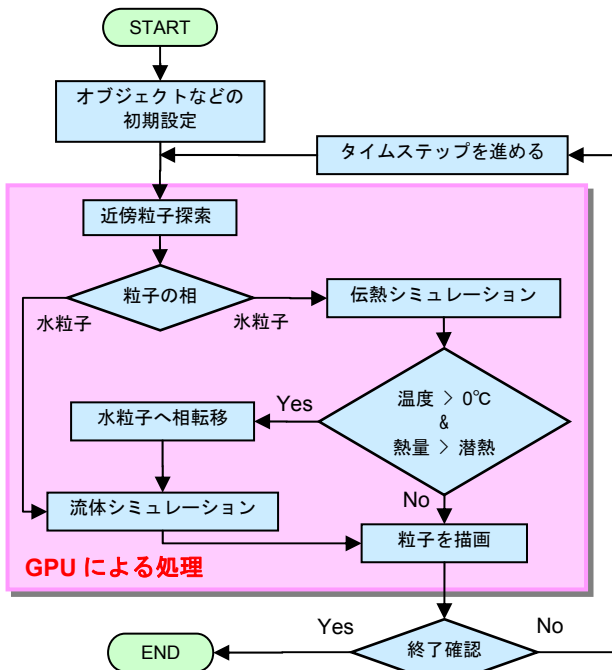 START
オブジェクトなどの
初期設定
タイムステップを進める
近傍粒子探索
粒子の相
水粒子
氷粒子
伝熱シミュレーション
温度 > 0℃
&
熱量 > 潜熱
Yes
水粒子へ相転移
No
流体シミュレーション
粒子を描画
GPU による処理
Yes
No
終了確認
END